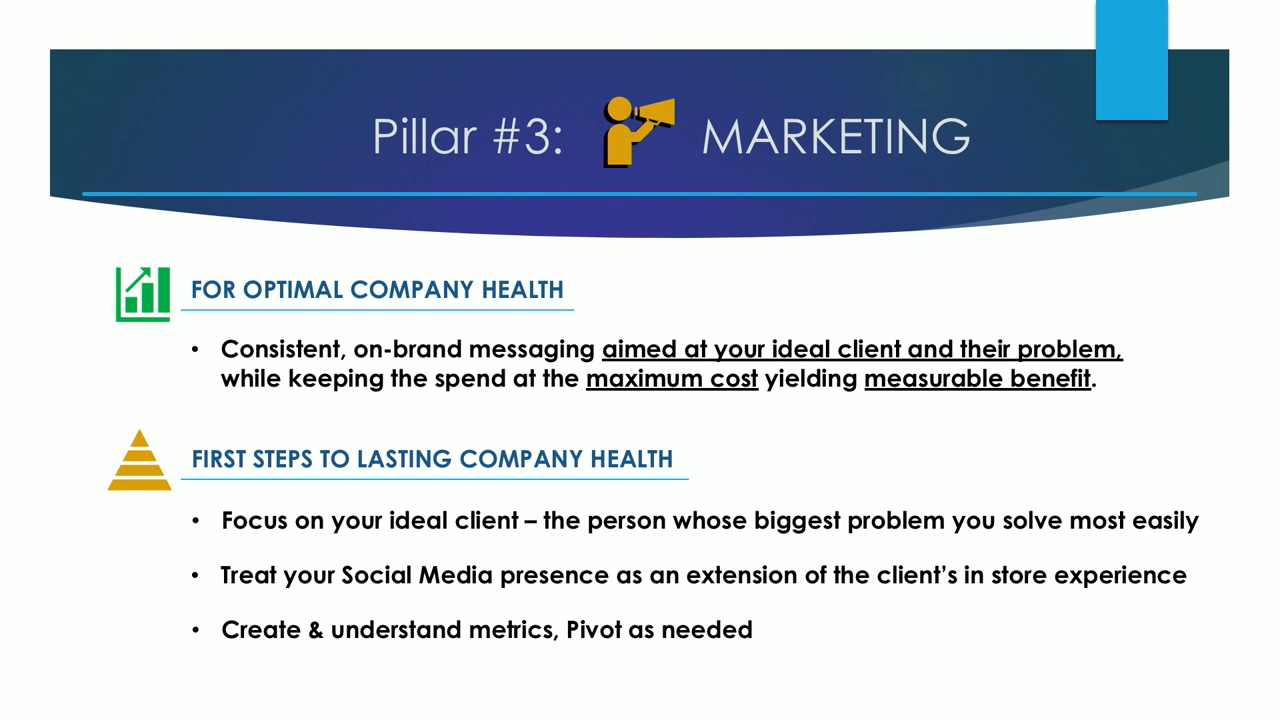 Pillar #3: MARKETING
FOR OPTIMAL COMPANY HEALTH
• Consistent, on-brand messaging aimed at your ideal client and their problem,
while keeping the spend at the maximum cost yielding measurable benefit.
FIRST STEPS TO LASTING COMPANY HEALTH
• Focus on your ideal client – the person whose biggest problem you solve most easily
• Treat your Social Media presence as an extension of the client’s in store experience
• Create & understand metrics, Pivot as needed